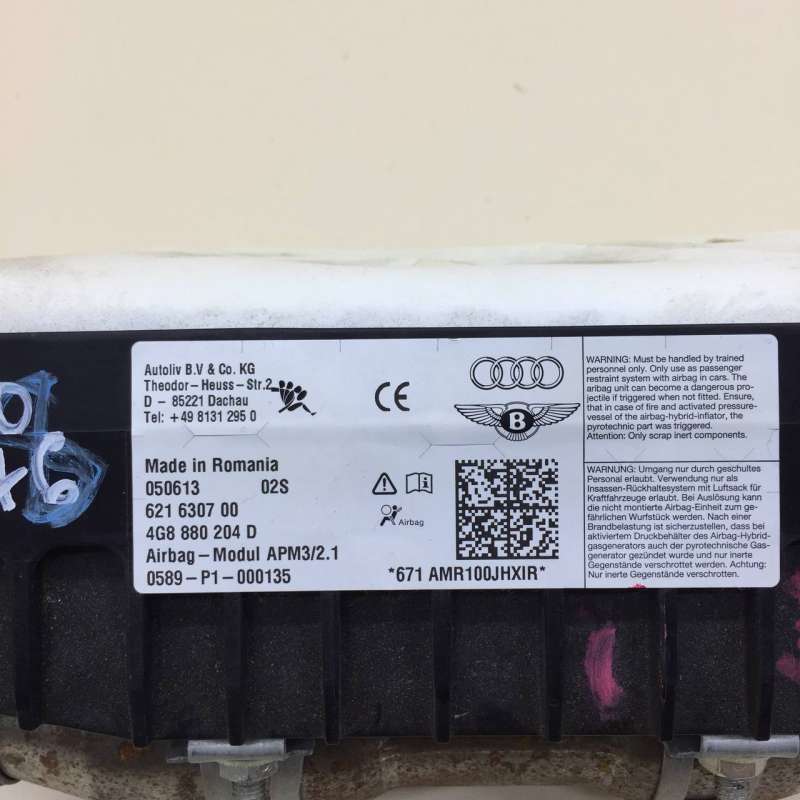 Autoliv B.V & Co. KG
Theodor-Heuss-Str.2
D - 85221 Dachau
Tel: +49 8131 295 0
CE
B
Made in Romania
050613 02S
621 6307 00
4G8 880 204 D
Airbag-Modul APM3/2.1
0589-P1-000135
Airbag
*671 AMR100JHXIR*
WARNING: Must be handled by trained
personnel only. Only use as passenger
restraint system with airbag in cars. The
airbag unit can become a dangerous pro-
jectile if triggered when not fitted. Ensure,
that in case of fire and activated pressure-
vessel of the airbag-hybrid-inflator, the
pyrotechnic part was triggered.
Attention: Only scrap inert components.
WARNUNG: Umgang nur durch geschultes
Personal erlaubt. Verwendung nur als
Insassen-Rückhaltesystem mit Luftsack für
Kraftfahrzeuge erlaubt. Bei Auslösung kann
die nicht montierte Airbag-Einheit zum
gefährlichen Wurfstück werden. Nach
Brandbelastung ist sicherzustellen, dass bei
aktiviertem Druckbehälter des Airbag-Hybrid-
gasgenerators auch der pyrotechnische Gas-
generator gezündet wurde und nur inerte
Gegenstände verschrottet werden. Achtung:
Nur inerte Gegenstände verschrotten.